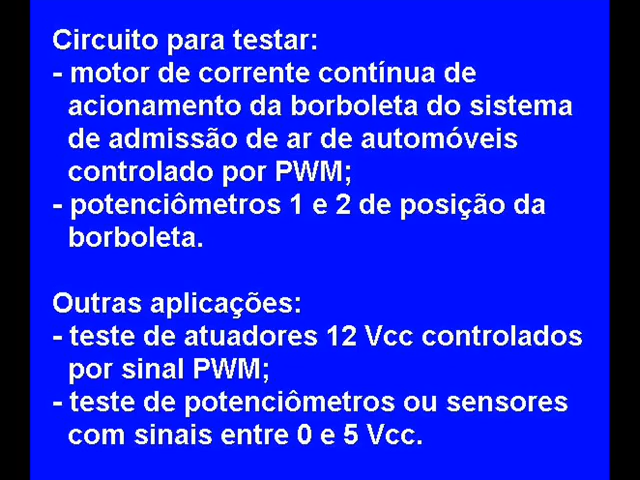 Circuito para testar:
- motor de corrente contínua de
acionamento da borboleta do sistema
de admissão de ar de automóveis
controlado por PWM;
- potenciômetros 1 e 2 de posição da
borboleta.
Outras aplicações:
- teste de atuadores 12 Vcc controlados
por sinal PWM;
- teste de potenciômetros ou sensores
com sinais entre 0 e 5 Vcc.